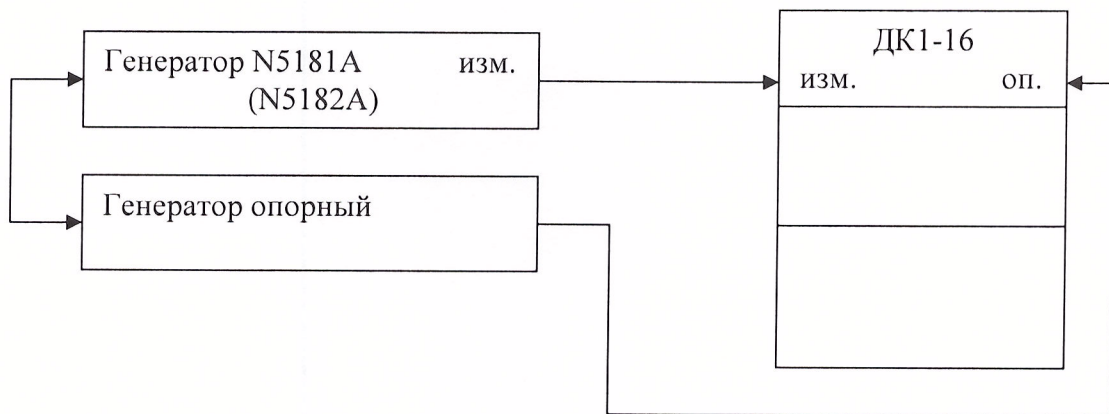 Генератор N5181A изм.
(N5182A)
Генератор опорный
ДК1-16
изм. оп.